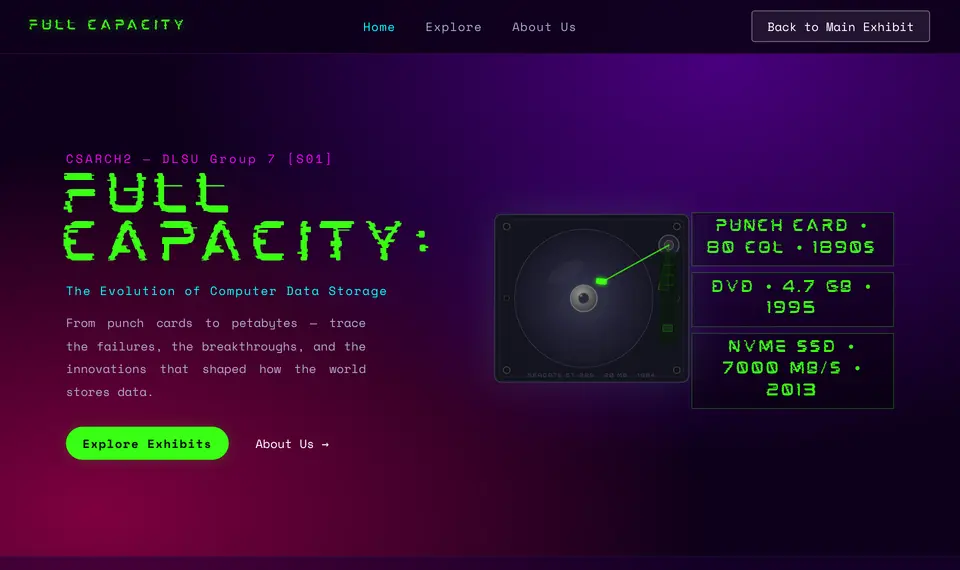 FULL CAPACITY
Home
Explore
About Us
Back to Main Exhibit
CSARCH2 — DLSU Group 7 [S01]
FULL
CAPACITY:
The Evolution of Computer Data Storage
From punch cards to petabytes — trace
the failures, the breakthroughs, and the
innovations that shaped how the world
stores data.
Explore Exhibits
About Us →
PUNCH CARD •
80 COL • 1890S
DVD • 4.7 GB •
1995
NVME SSD •
7000 MB/S •
2013